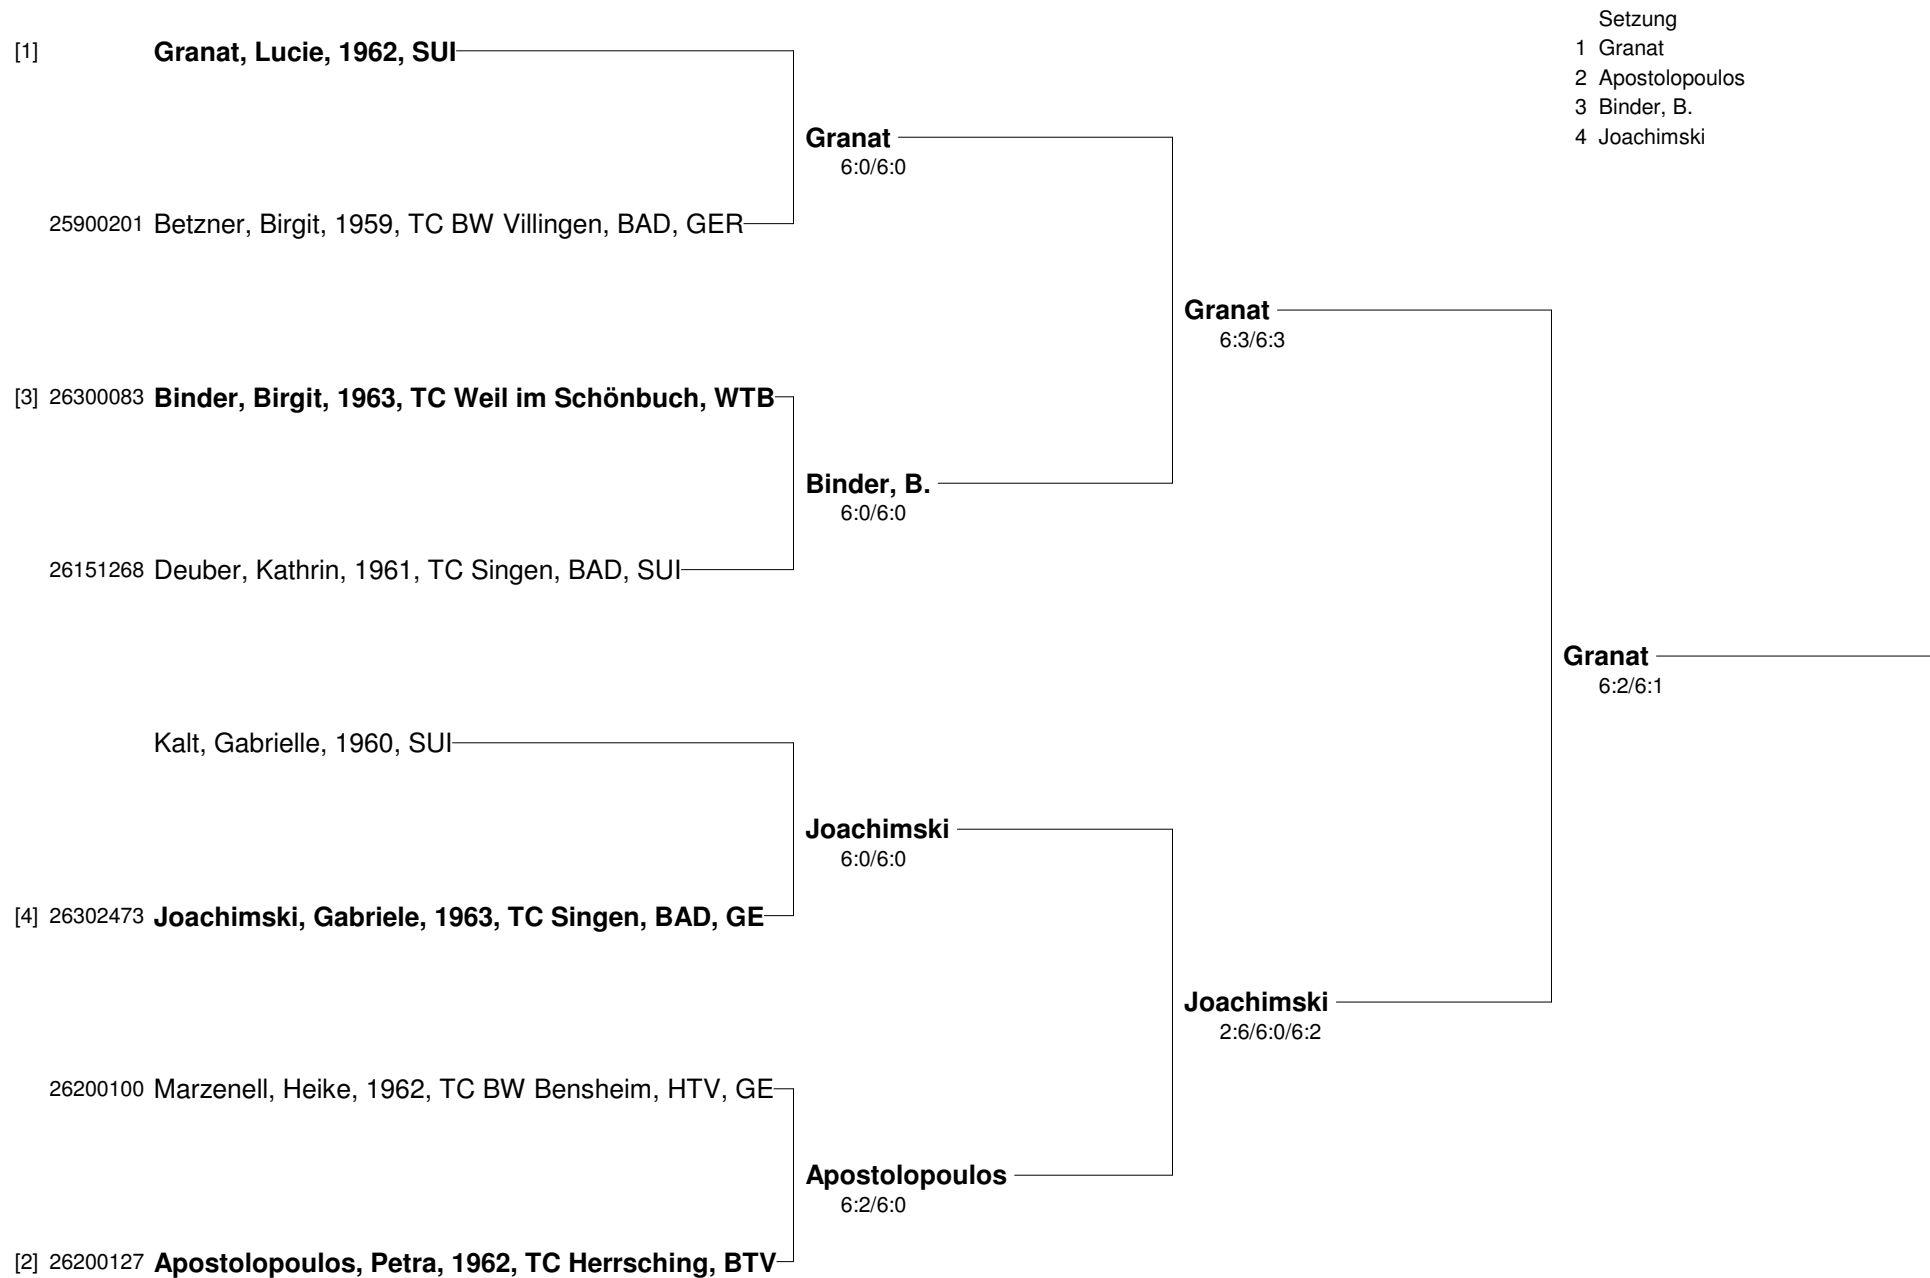 Setzung
1 Granat
2 Apostolopoulos
3 Binder, B.
4 Joachimski
[1] Granat, Lucie, 1962, SUI
Granat
6:0/6:0
25900201 Betzner, Birgit, 1959, TC BW Villingen, BAD, GER
Granat
6:3/6:3
[3] 26300083 Binder, Birgit, 1963, TC Weil im Schönbuch, WTB
Binder, B.
6:0/6:0
26151268 Deuber, Kathrin, 1961, TC Singen, BAD, SUI
Granat
6:2/6:1
Kalt, Gabrielle, 1960, SUI
Joachimski
6:0/6:0
[4] 26302473 Joachimski, Gabriele, 1963, TC Singen, BAD, GE
Joachimski
2:6/6:0/6:2
26200100 Marzenell, Heike, 1962, TC BW Bensheim, HTV, GE
Apostolopoulos
6:2/6:0
[2] 26200127 Apostolopoulos, Petra, 1962, TC Herrsching, BTV